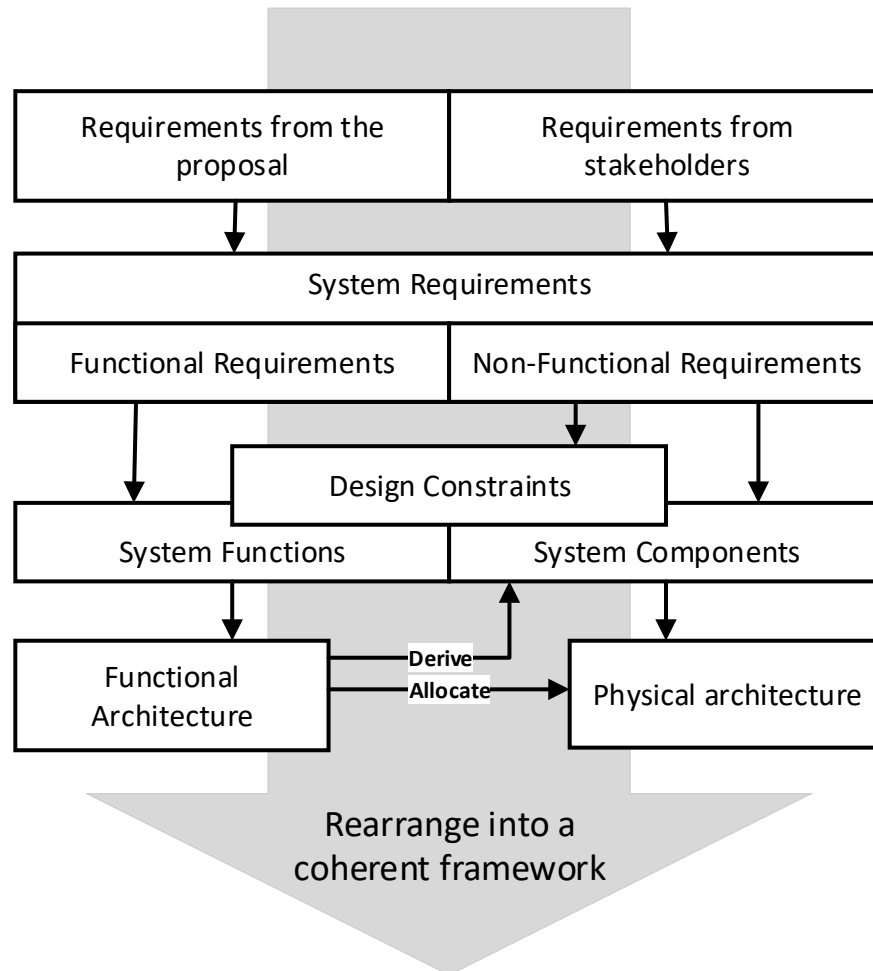 Requirements from the
proposal
Requirements from
stakeholders
System Requirements
Functional Requirements
Non-Functional Requirements
Design Constraints
System Functions
System Components
Derive
Allocate
Functional
Architecture
Physical architecture
Rearrange into a
coherent framework